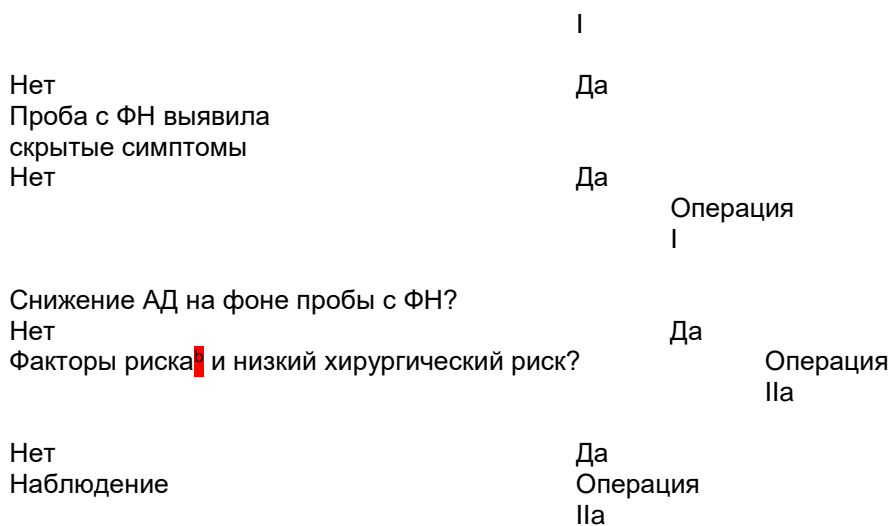 I
Нет Да
Проба с ФН выявила
скрытые симптомы
Нет Да
Операция
I
Снижение АД на фоне пробы с ФН?
Нет Да
Факторы рискаb и низкий хирургический риск? Операция
IIa
Нет Да
Наблюдение Операция
IIa